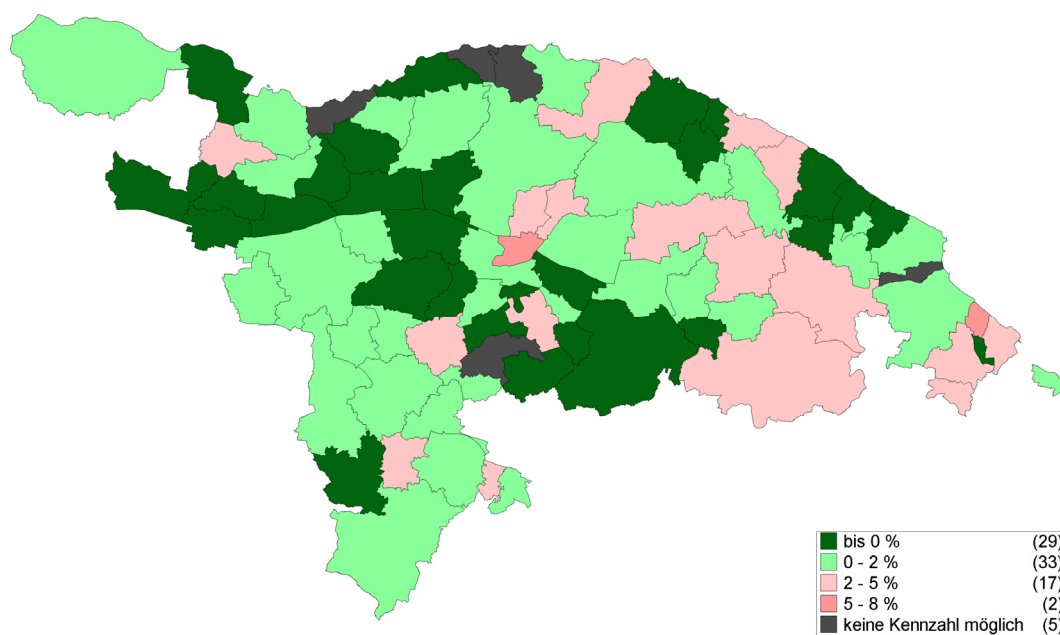 bis 0 % (29)
0 - 2 % (33)
2 - 5 % (17)
5 - 8 % (2)
keine Kennzahl möglich (5)